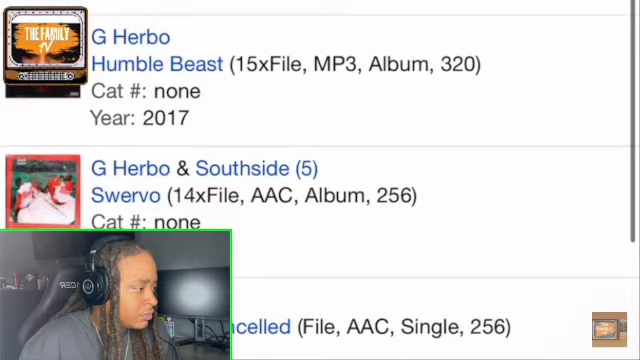 THE FAMILY
TV
G Herbo
Humble Beast (15xFile, MP3, Album, 320)
Cat #: none
Year: 2017
G Herbo & Southside (5)
Swervo (14xFile, AAC, Album, 256)
Cat #: none
ncelled (File, AAC, Single, 256)